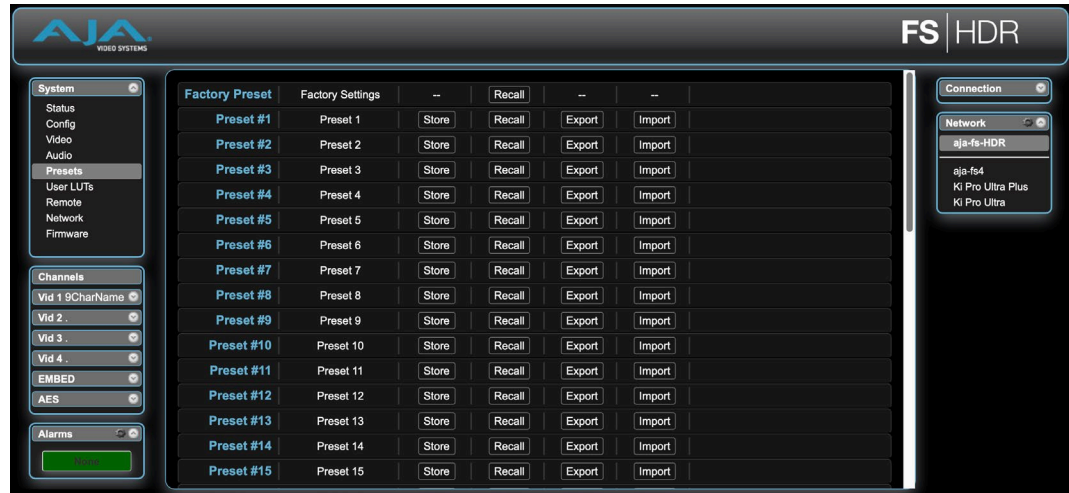 AJA
VIDEO SYSTEMS
FS|HDR
System
Status
Config
Video
Audio
Presets
User LUTs
Remote
Network
Firmware
Channels
Vid 1 9CharName
Vid 2 .
Vid 3 .
Vid 4 .
EMBED
AES
Alarms
None
Factory Preset Factory Settings -- Recall -- --
Preset #1 Preset 1 Store Recall Export Import
Preset #2 Preset 2 Store Recall Export Import
Preset #3 Preset 3 Store Recall Export Import
Preset #4 Preset 4 Store Recall Export Import
Preset #5 Preset 5 Store Recall Export Import
Preset #6 Preset 6 Store Recall Export Import
Preset #7 Preset 7 Store Recall Export Import
Preset #8 Preset 8 Store Recall Export Import
Preset #9 Preset 9 Store Recall Export Import
Preset #10 Preset 10 Store Recall Export Import
Preset #11 Preset 11 Store Recall Export Import
Preset #12 Preset 12 Store Recall Export Import
Preset #13 Preset 13 Store Recall Export Import
Preset #14 Preset 14 Store Recall Export Import
Preset #15 Preset 15 Store Recall Export Import
Connection
Network
aja-fs-HDR
aja-fs4
Ki Pro Ultra Plus
Ki Pro Ultra